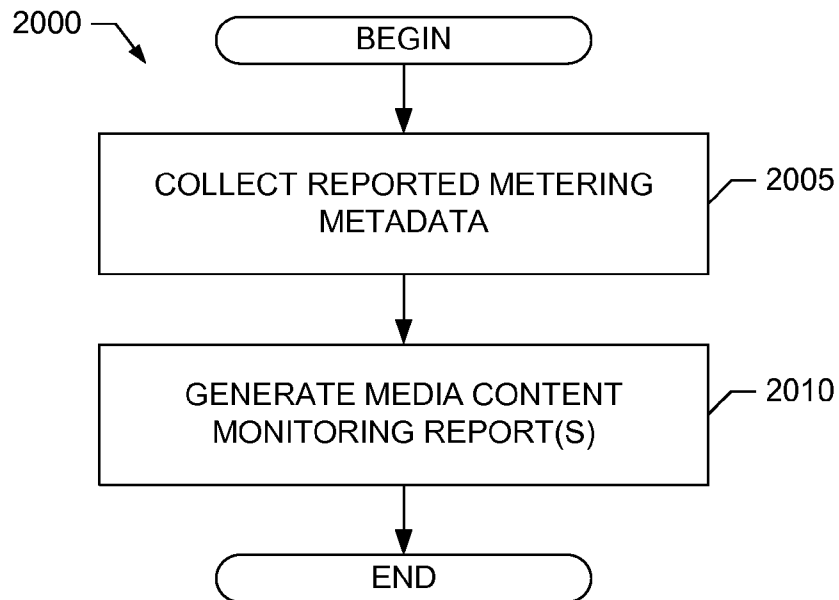 2000
BEGIN
COLLECT REPORTED METERING
METADATA
2005
GENERATE MEDIA CONTENT
MONITORING REPORT(S)
2010
END